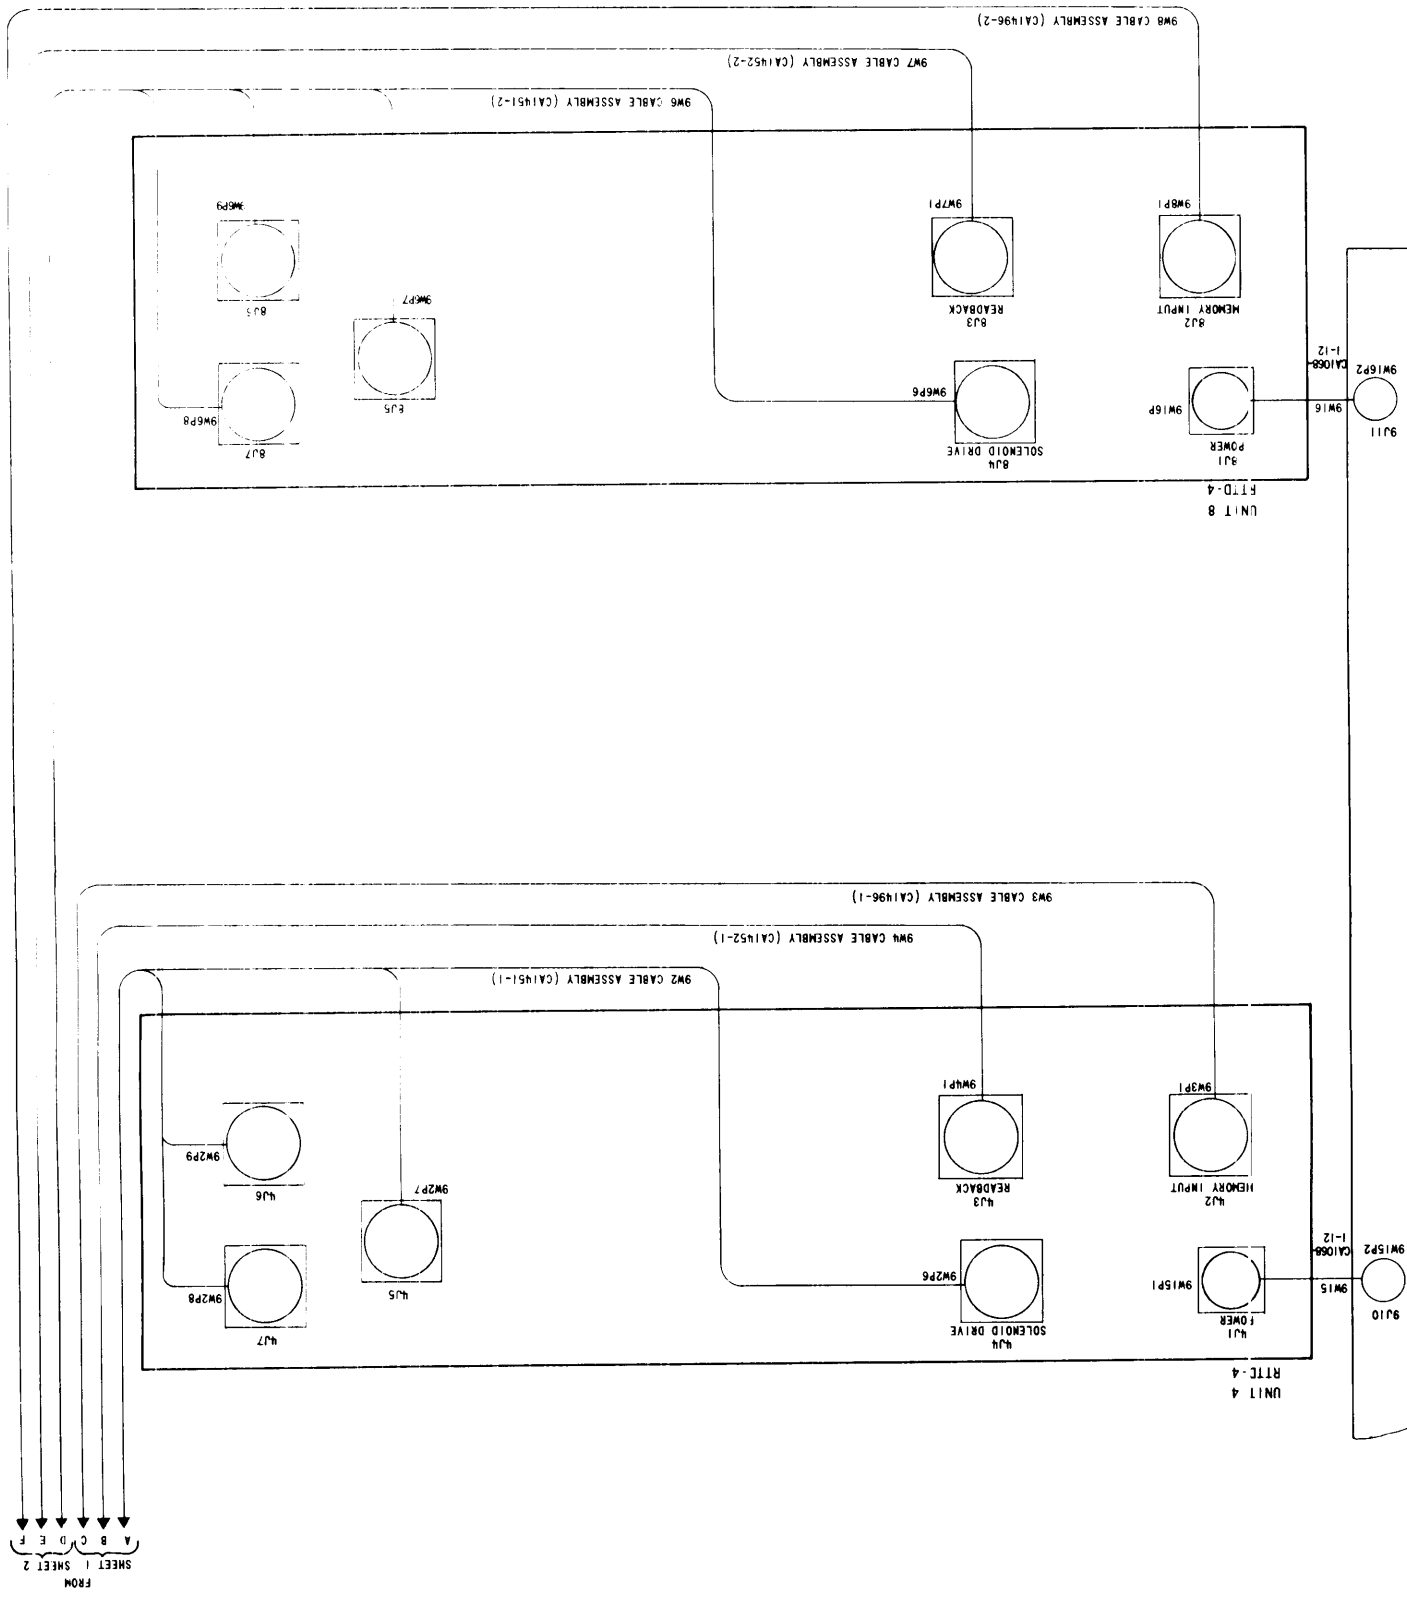 FROM
SHEET 1 SHEET 2
A B C D E F
UNIT 4
RTTC-4
4J1
POWER
9W15P1
9J10
9W15
9W15P2
CA1068
1-12
4J4
SOLENOID DRIVE
9W2P6
4J7
9W2P8
4J5
9W2P7
4J2
MEMORY INPUT
9W3P1
4J3
READBACK
9W4P1
4J6
9W2P9
9W2 CABLE ASSEMBLY (CA1451-1)
9W4 CABLE ASSEMBLY (CA1452-1)
9W3 CABLE ASSEMBLY (CA1496-1)
UNIT 8
RTTD-4
8J1
POWER
9W16P
9J11
9W16
9W16P2
CA1068
1-12
8J4
SOLENOID DRIVE
9W6P6
8J7
9W6P8
8J5
9W6P7
8J2
MEMORY INPUT
9W8P1
8J3
READBACK
9W7P1
9W6P9
9W6 CABLE ASSEMBLY (CA1451-2)
9W7 CABLE ASSEMBLY (CA1452-2)
9W8 CABLE ASSEMBLY (CA1496-2)